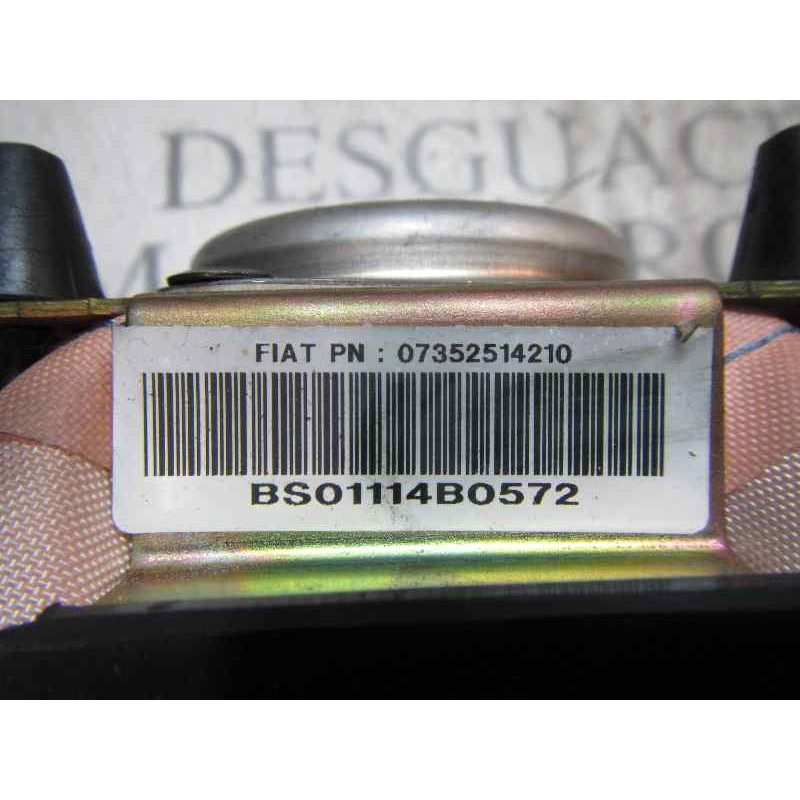 DESGUAC
FIAT PN : 07352514210
BS01114B0572